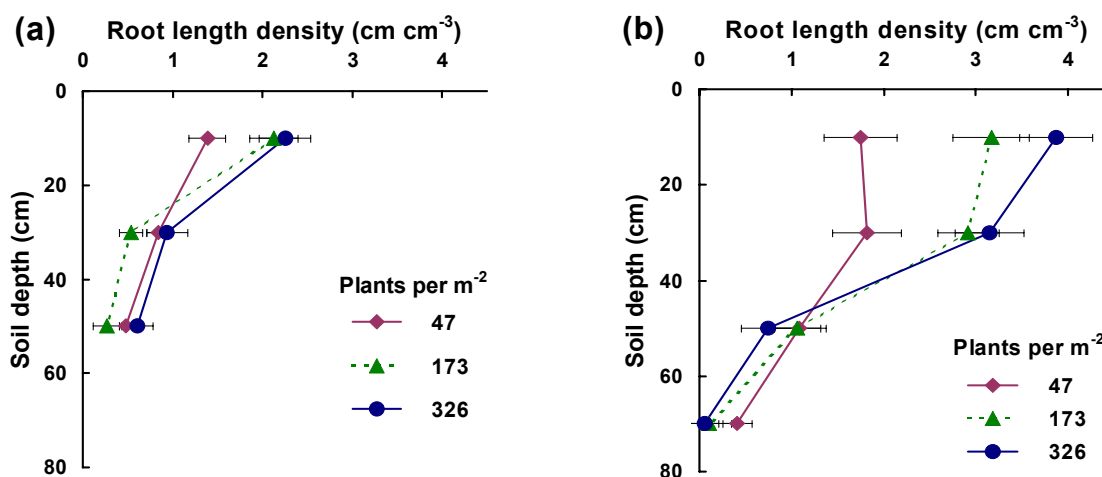 (a)
Root length density (cm cm-3)
0 1 2 3 4
0
20
40
60
80
Soil depth (cm)
Plants per m-2
47
173
326
(b)
Root length density (cm cm-3)
0 1 2 3 4
0
20
40
60
80
Soil depth (cm)
Plants per m-2
47
173
326